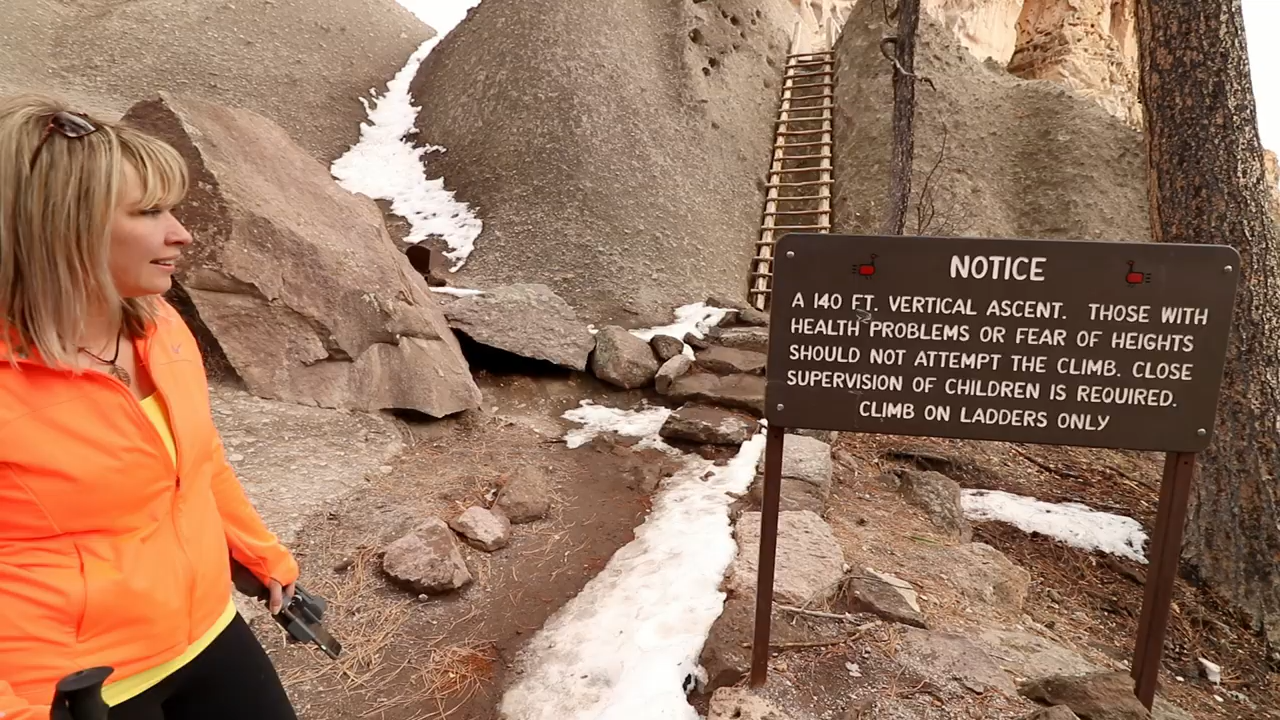 NOTICE
A 140 FT. VERTICAL ASCENT. THOSE WITH
HEALTH PROBLEMS OR FEAR OF HEIGHTS
SHOULD NOT ATTEMPT THE CLIMB. CLOSE
SUPERVISION OF CHILDREN IS REQUIRED.
CLIMB ON LADDERS ONLY